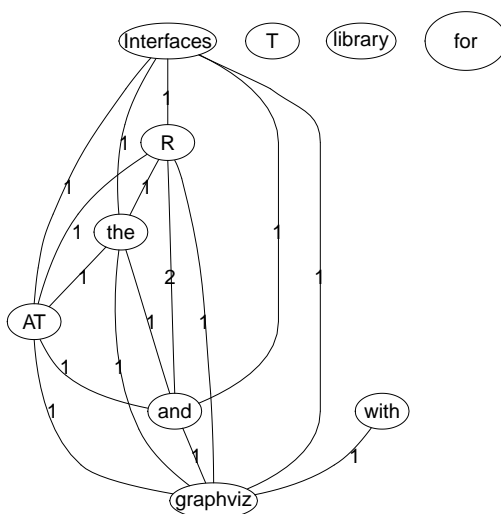 Interfaces T library for
1
R
1 1
1 1
the
1 1 2 1 1
AT
1 1 1
1 1
and with
1 1
graphviz